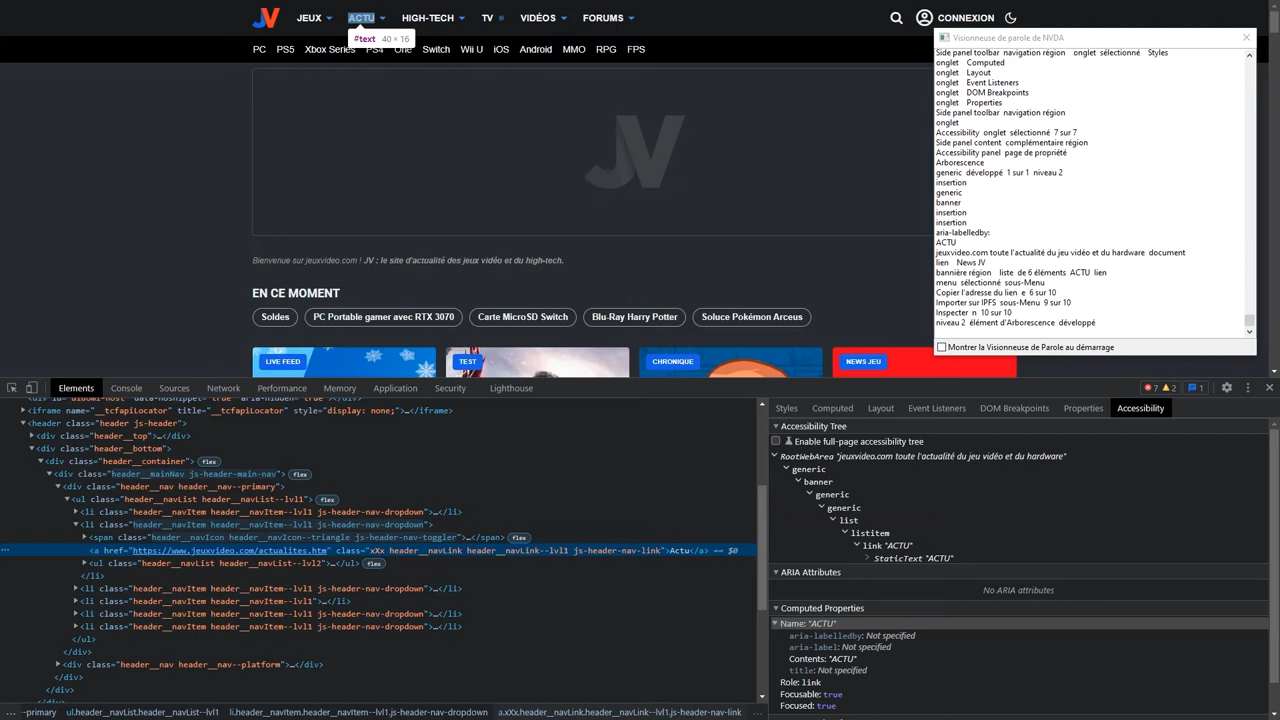 JV JEUX ACTU HIGH-TECH TV VIDÉOS FORUMS CONNEXION
#text 40 × 16
PC PS5 Xbox Series PS4 One Switch Wii U iOS Android MMO RPG FPS
JV
Bienvenue sur jeuxvideo.com ! JV : le site d'actualité des jeux vidéo et du high-tech.
EN CE MOMENT
Soldes PC Portable gamer avec RTX 3070 Carte MicroSD Switch Blu-Ray Harry Potter Soluce Pokémon Arceus
LIVE FEED TEST CHRONIQUE NEWS JEU
Visionneuse de parole de NVDA
Side panel toolbar navigation région onglet sélectionné Styles
onglet Computed
onglet Layout
onglet Event Listeners
onglet DOM Breakpoints
onglet Properties
Side panel toolbar navigation région
onglet
Accessibility onglet sélectionné 7 sur 7
Side panel content complémentaire région
Accessibility panel page de propriété
Arborescence
generic développé 1 sur 1 niveau 2
insertion
generic
banner
insertion
insertion
aria-labelledby:
ACTU
jeuxvideo.com toute l'actualité du jeu vidéo et du hardware document
lien News JV
bannière région liste de 6 éléments ACTU lien
menu sélectionné sous-Menu
Copier l'adresse du lien e 6 sur 10
Importer sur IPFS sous-Menu 9 sur 10
Inspecter n 10 sur 10
niveau 2 élément d'Arborescence développé
Montrer la Visionneuse de Parole au démarrage
Elements Console Sources Network Performance Memory Application Security Lighthouse 7 2 1
<iframe name="__tcfapiLocator" title="__tcfapiLocator" style="display: none;">…</iframe>
<header class="header js-header">
<div class="header__top">…</div>
<div class="header__bottom">
<div class="header__container"> flex
<div class="header__mainNav js-header-main-nav"> flex
<div class="header__nav header__nav--primary">
<ul class="header__navList header__navList--lvl1"> flex
<li class="header__navItem header__navItem--lvl1 js-header-nav-dropdown">…</li>
<li class="header__navItem header__navItem--lvl1 js-header-nav-dropdown">
<span class="header__navIcon header__navIcon--triangle js-header-nav-toggler">…</span> flex
… <a href="https://www.jeuxvideo.com/actualites.htm" class="xXx header__navLink header__navLink--lvl1 js-header-nav-link">Actu</a> == $0
<ul class="header__navList header__navList--lvl2">…</ul> flex
</li>
<li class="header__navItem header__navItem--lvl1 js-header-nav-dropdown">…</li>
<li class="header__navItem header__navItem--lvl1">…</li>
<li class="header__navItem header__navItem--lvl1 js-header-nav-dropdown">…</li>
<li class="header__navItem header__navItem--lvl1 js-header-nav-dropdown">…</li>
</ul>
</div>
<div class="header__nav header__nav--platform">…</div>
</div>
</div>
… --primary ul.header__navList.header__navList--lvl1 li.header__navItem.header__navItem--lvl1.js-header-nav-dropdown a.xXx.header__navLink.header__navLink--lvl1.js-header-nav-link …
Styles Computed Layout Event Listeners DOM Breakpoints Properties Accessibility
Accessibility Tree
Enable full-page accessibility tree
RootWebArea "jeuxvideo.com toute l'actualité du jeu vidéo et du hardware"
generic
banner
generic
generic
list
listitem
link "ACTU"
StaticText "ACTU"
ARIA Attributes
No ARIA attributes
Computed Properties
Name: "ACTU"
aria-labelledby: Not specified
aria-label: Not specified
Contents: "ACTU"
title: Not specified
Role: link
Focusable: true
Focused: true